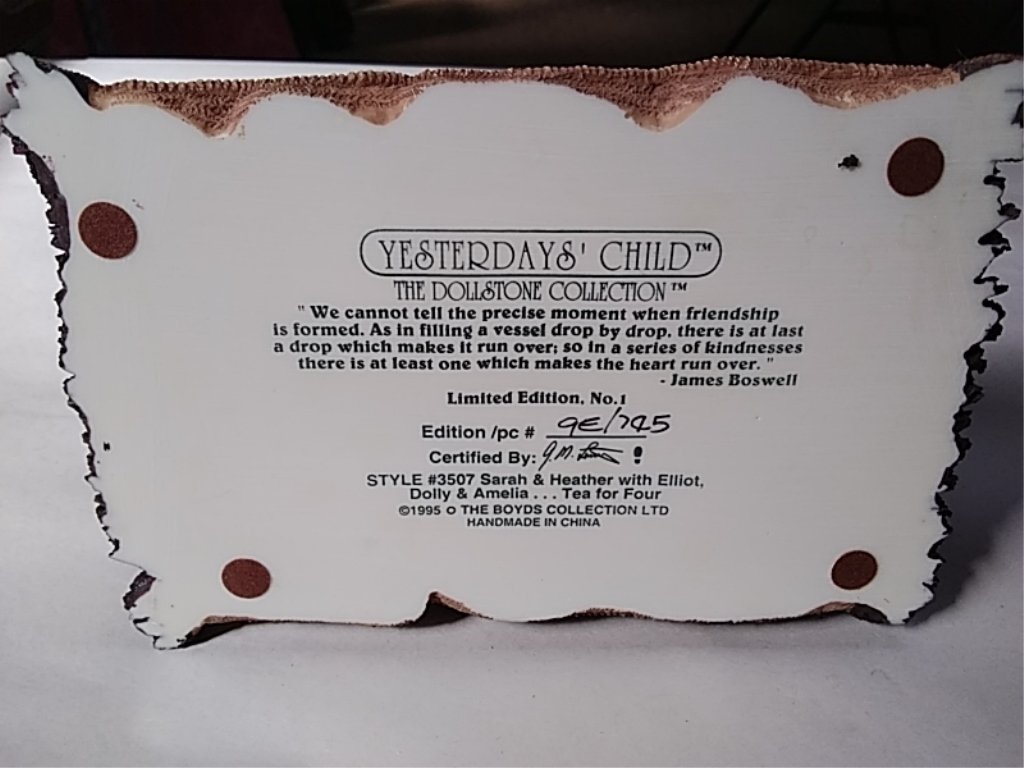 YESTERDAYS' CHILD™
THE DOLLSTONE COLLECTION™
" We cannot tell the precise moment when friendship
is formed. As in filling a vessel drop by drop, there is at last
a drop which makes it run over; so in a series of kindnesses
there is at least one which makes the heart run over. "
- James Boswell
Limited Edition, No.1
Edition /pc # 9E/745
Certified By:
STYLE #3507 Sarah & Heather with Elliot,
Dolly & Amelia . . . Tea for Four
©1995 o THE BOYDS COLLECTION LTD
HANDMADE IN CHINA